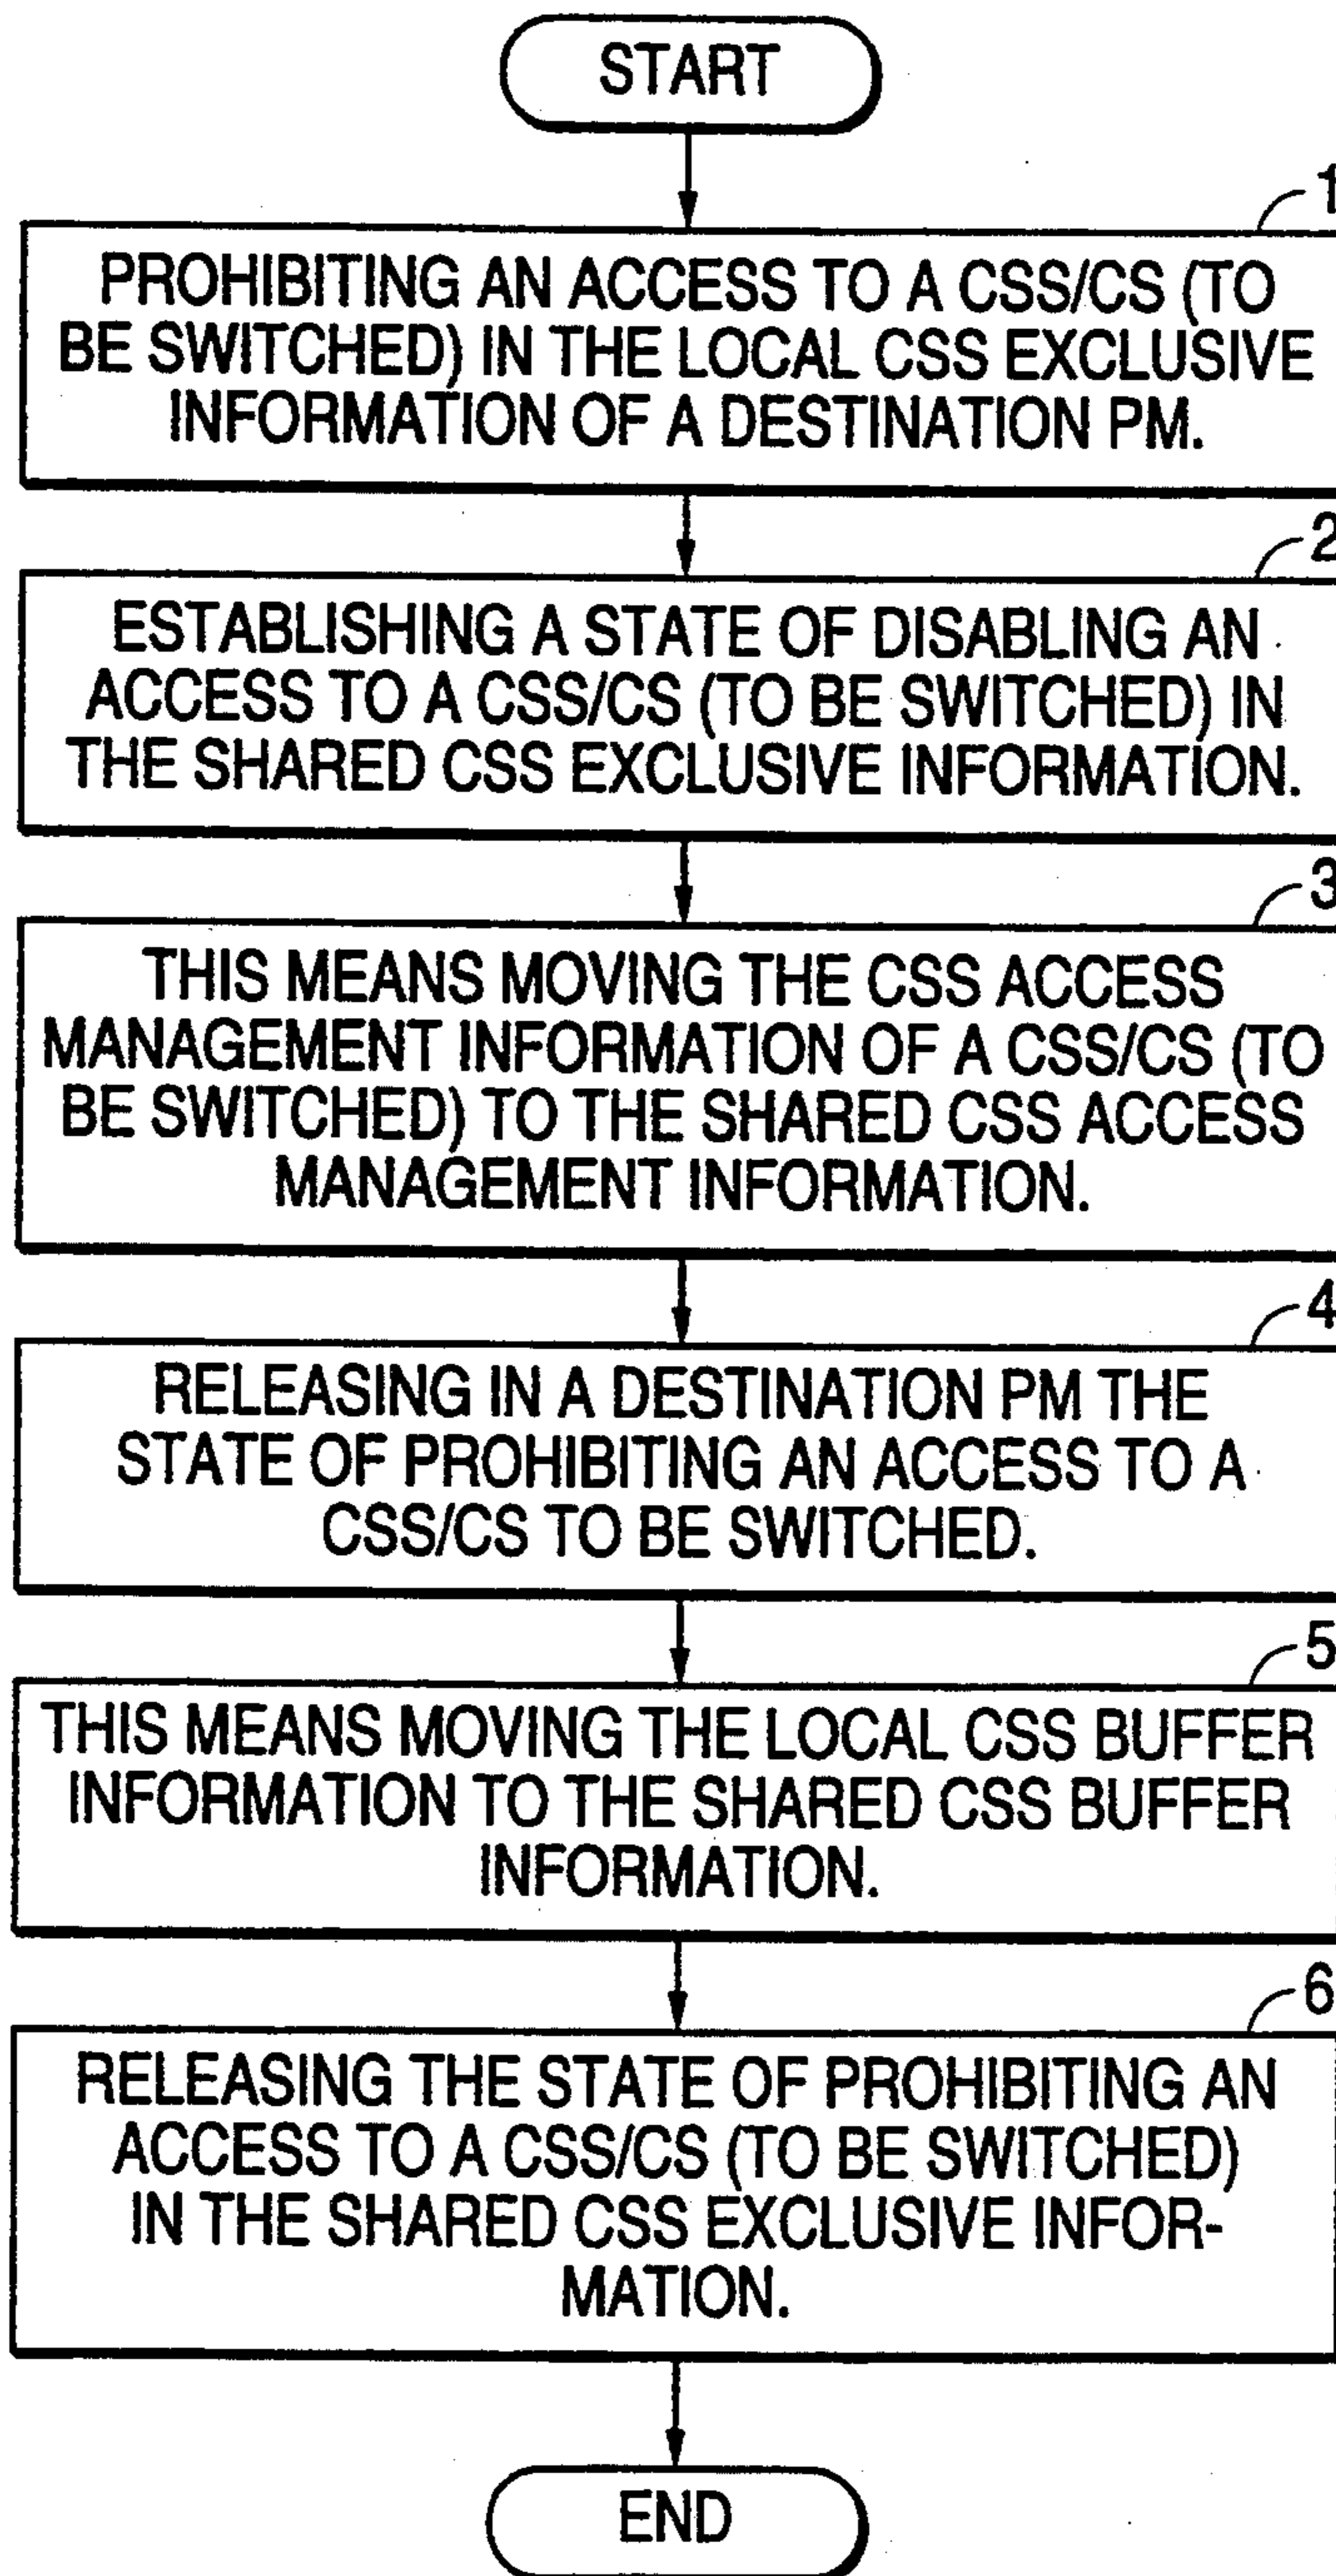 START
1
PROHIBITING AN ACCESS TO A CSS/CS (TO
BE SWITCHED) IN THE LOCAL CSS EXCLUSIVE
INFORMATION OF A DESTINATION PM.
2
ESTABLISHING A STATE OF DISABLING AN
ACCESS TO A CSS/CS (TO BE SWITCHED) IN
THE SHARED CSS EXCLUSIVE INFORMATION.
3
THIS MEANS MOVING THE CSS ACCESS
MANAGEMENT INFORMATION OF A CSS/CS (TO
BE SWITCHED) TO THE SHARED CSS ACCESS
MANAGEMENT INFORMATION.
4
RELEASING IN A DESTINATION PM THE
STATE OF PROHIBITING AN ACCESS TO A
CSS/CS TO BE SWITCHED.
5
THIS MEANS MOVING THE LOCAL CSS BUFFER
INFORMATION TO THE SHARED CSS BUFFER
INFORMATION.
6
RELEASING THE STATE OF PROHIBITING AN
ACCESS TO A CSS/CS (TO BE SWITCHED)
IN THE SHARED CSS EXCLUSIVE INFOR-
MATION.
END